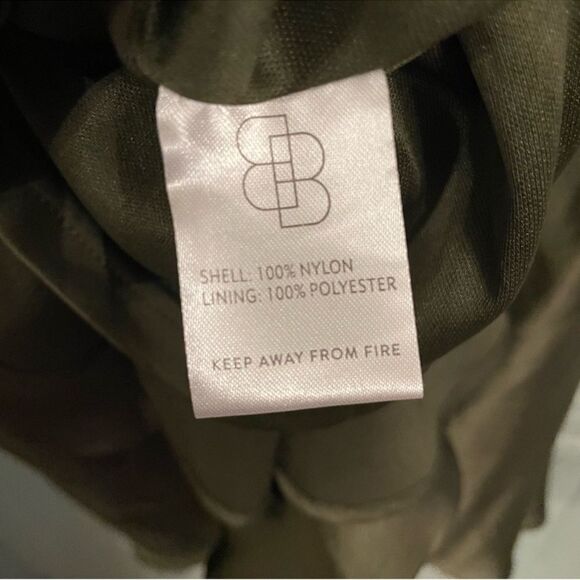 SHELL: 100% NYLON
LINING: 100% POLYESTER
KEEP AWAY FROM FIRE